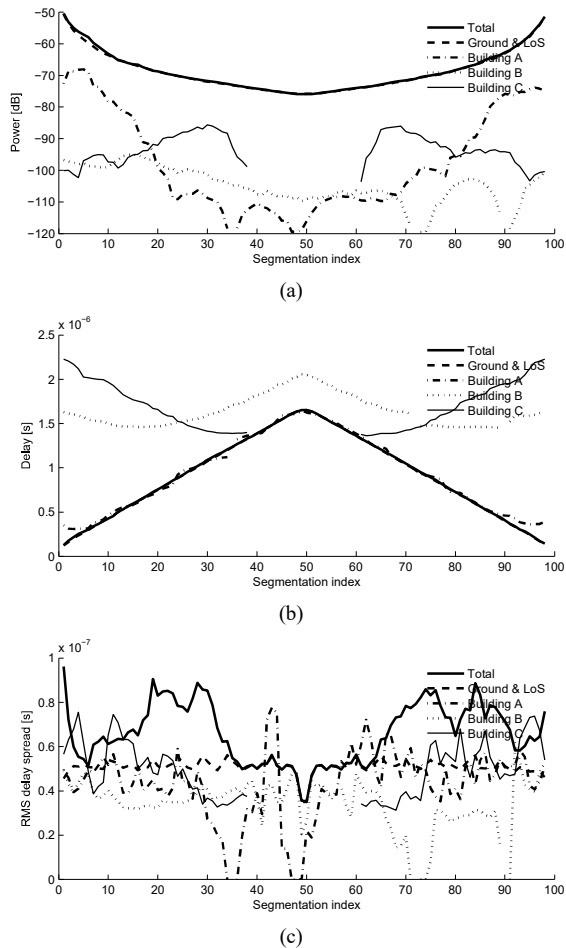 −50
−60
−70
−80
−90
−100
−110
−120
Power [dB]
Total
Ground & LoS
Building A
Building B
Building C
0 10 20 30 40 50 60 70 80 90 100
Segmentation index
(a)
x 10⁻⁶
2.5
2
1.5
1
0.5
0
Delay [s]
Total
Ground & LoS
Building A
Building B
Building C
0 10 20 30 40 50 60 70 80 90 100
Segmentation index
(b)
x 10⁻⁷
1
0.8
0.6
0.4
0.2
0
RMS delay spread [s]
Total
Ground & LoS
Building A
Building B
Building C
0 10 20 30 40 50 60 70 80 90 100
Segmentation index
(c)